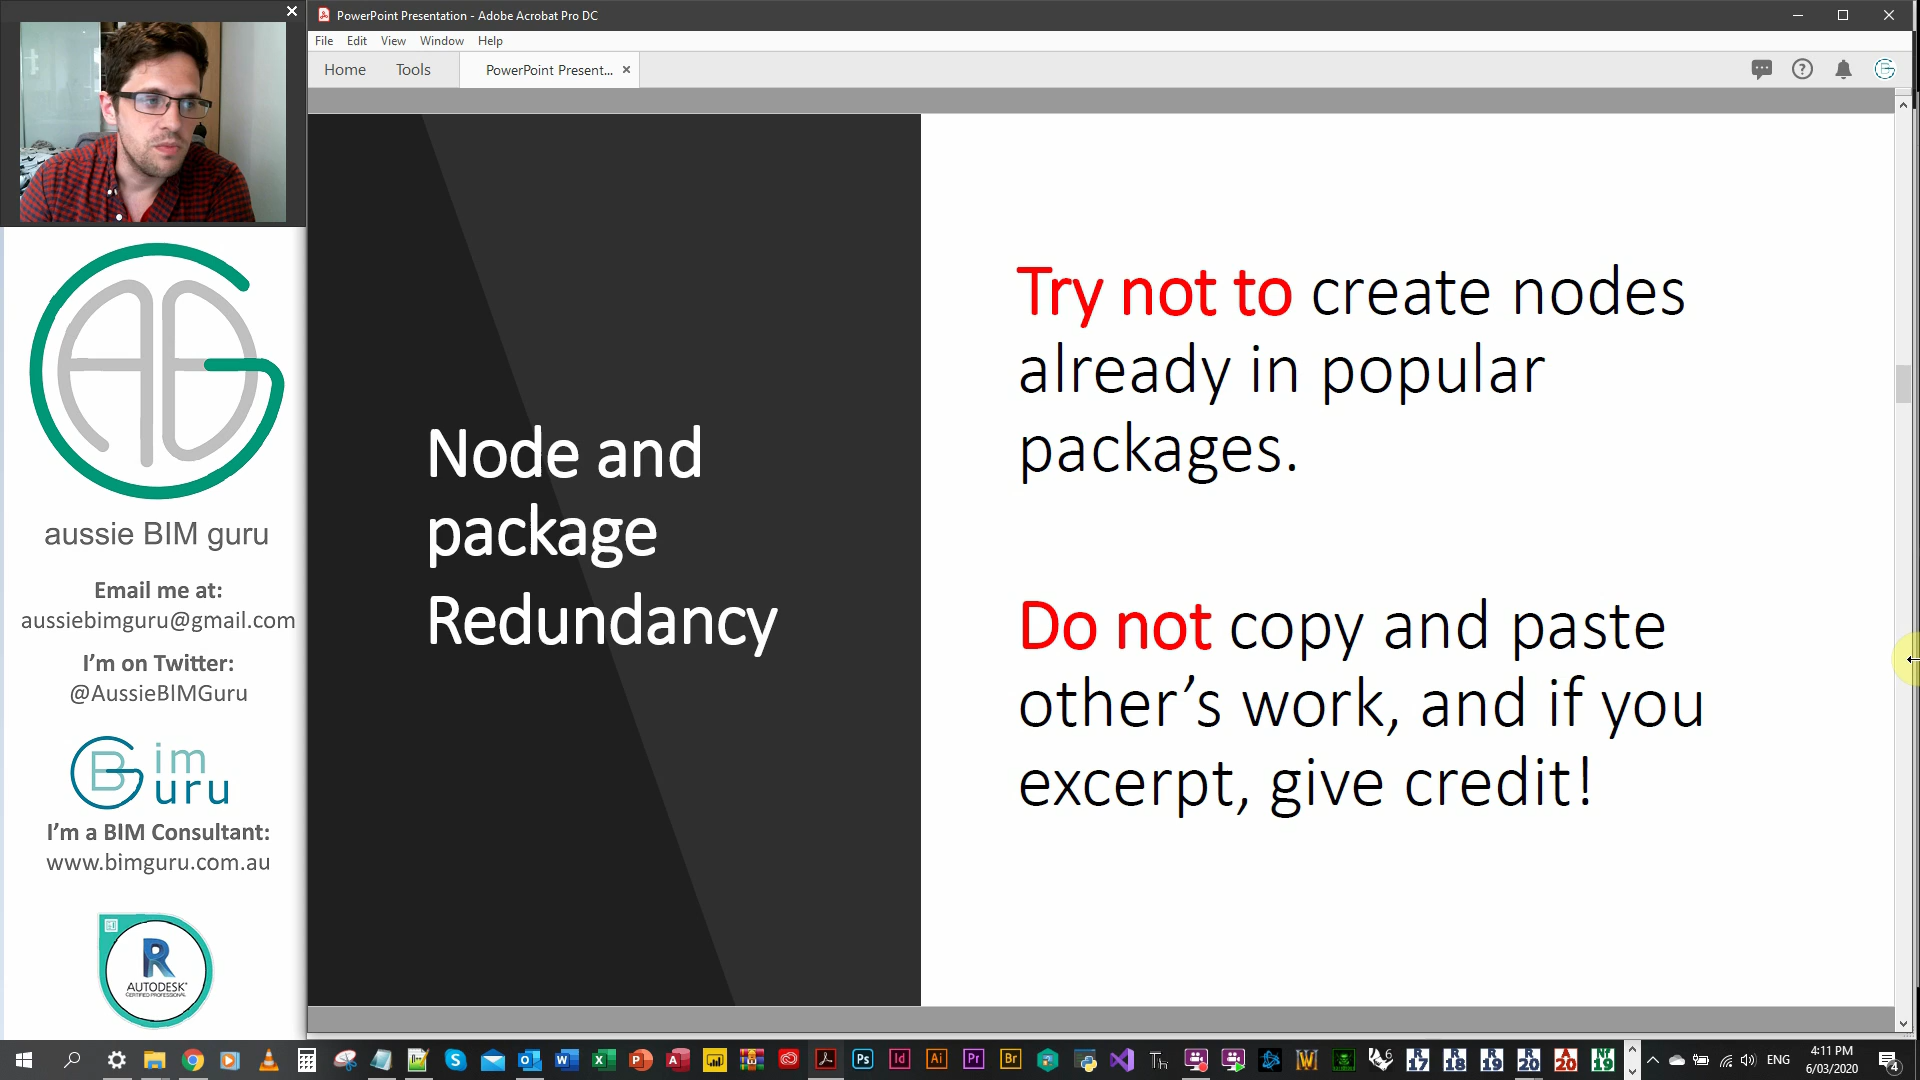 PowerPoint Presentation - Adobe Acrobat Pro DC
File Edit View Window Help
Home Tools PowerPoint Present...
aussie BIM guru
Email me at:
aussiebimguru@gmail.com
I'm on Twitter:
@AussieBIMGuru
BG im
uru
I'm a BIM Consultant:
www.bimguru.com.au
R
AUTODESK
CERTIFIED PROFESSIONAL
Node and
package
Redundancy
Try not to create nodes
already in popular
packages.
Do not copy and paste
other’s work, and if you
excerpt, give credit!
ENG
4:11 PM
6/03/2020